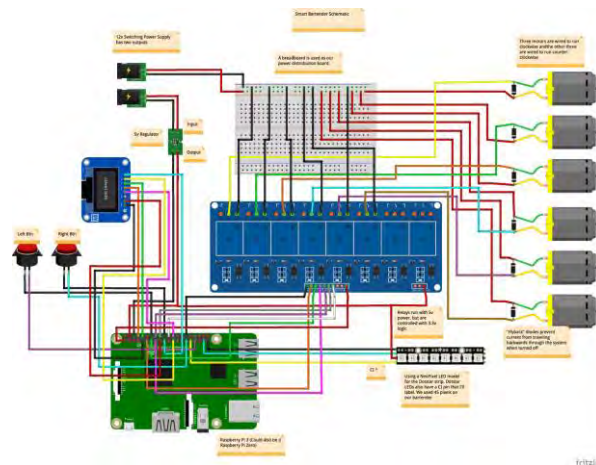 Smart Bartender Schematic
12v Switching Power Supply
has two outputs
A breadboard is used as our
power distribution board.
Three motors are wired to run
clockwise and the other three
are wired to run counter
clockwise
Input
5v Regulator
Output
Left Btn
Right Btn
Relays run with 5v
power, but are
controlled with 3.3v
logic
"Flyback" diodes prevent
current from traveling
backwards through the system
when turned off
CI ?
Using a NeoPixel LED model
for the Dotstar strip. Dotstar
LEDs also have a CI pin that I'll
label. We used 45 pixels on
our bartender
Raspberry Pi 3 (Could also be a
Raspberry Pi Zero)
fritzi